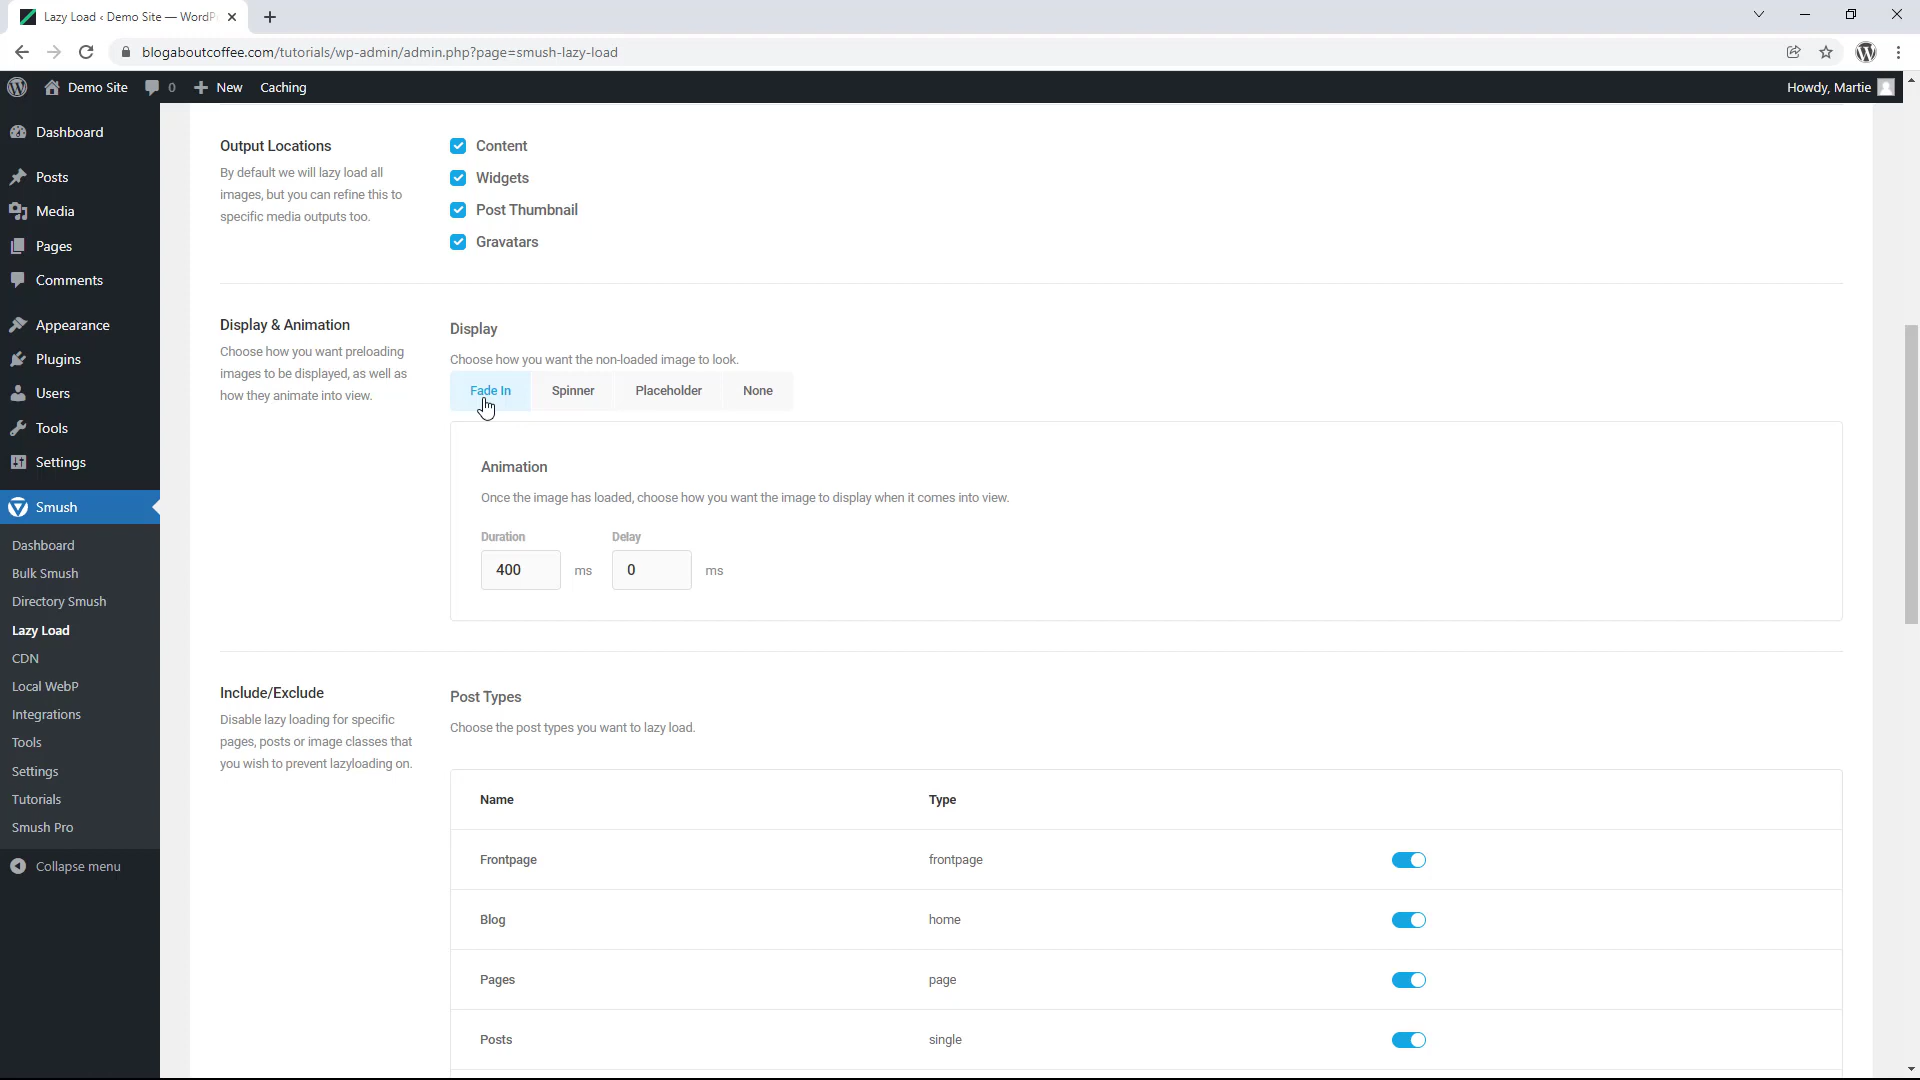 Lazy Load ‹ Demo Site — WordP
blogaboutcoffee.com/tutorials/wp-admin/admin.php?page=smush-lazy-load
Demo Site 0 New Caching Howdy, Martie
Dashboard
Posts
Media
Pages
Comments
Appearance
Plugins
Users
Tools
Settings
Smush
Dashboard
Bulk Smush
Directory Smush
Lazy Load
CDN
Local WebP
Integrations
Tools
Settings
Tutorials
Smush Pro
Collapse menu
Output Locations
By default we will lazy load all
images, but you can refine this to
specific media outputs too.
Content
Widgets
Post Thumbnail
Gravatars
Display & Animation
Choose how you want preloading
images to be displayed, as well as
how they animate into view.
Display
Choose how you want the non-loaded image to look.
Fade In Spinner Placeholder None
Animation
Once the image has loaded, choose how you want the image to display when it comes into view.
Duration Delay
400 ms 0 ms
Include/Exclude
Disable lazy loading for specific
pages, posts or image classes that
you wish to prevent lazyloading on.
Post Types
Choose the post types you want to lazy load.
Name Type
Frontpage frontpage
Blog home
Pages page
Posts single